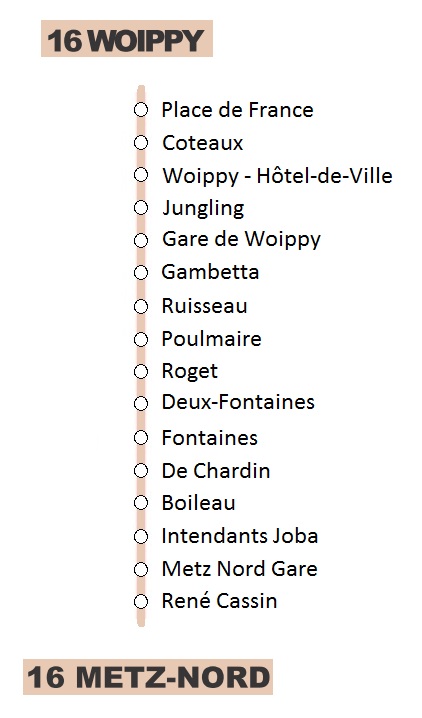 16 WOIPPY
Place de France
Coteaux
Woippy - Hôtel-de-Ville
Jungling
Gare de Woippy
Gambetta
Ruisseau
Poulmaire
Roget
Deux-Fontaines
Fontaines
De Chardin
Boileau
Intendants Joba
Metz Nord Gare
René Cassin
16 METZ-NORD